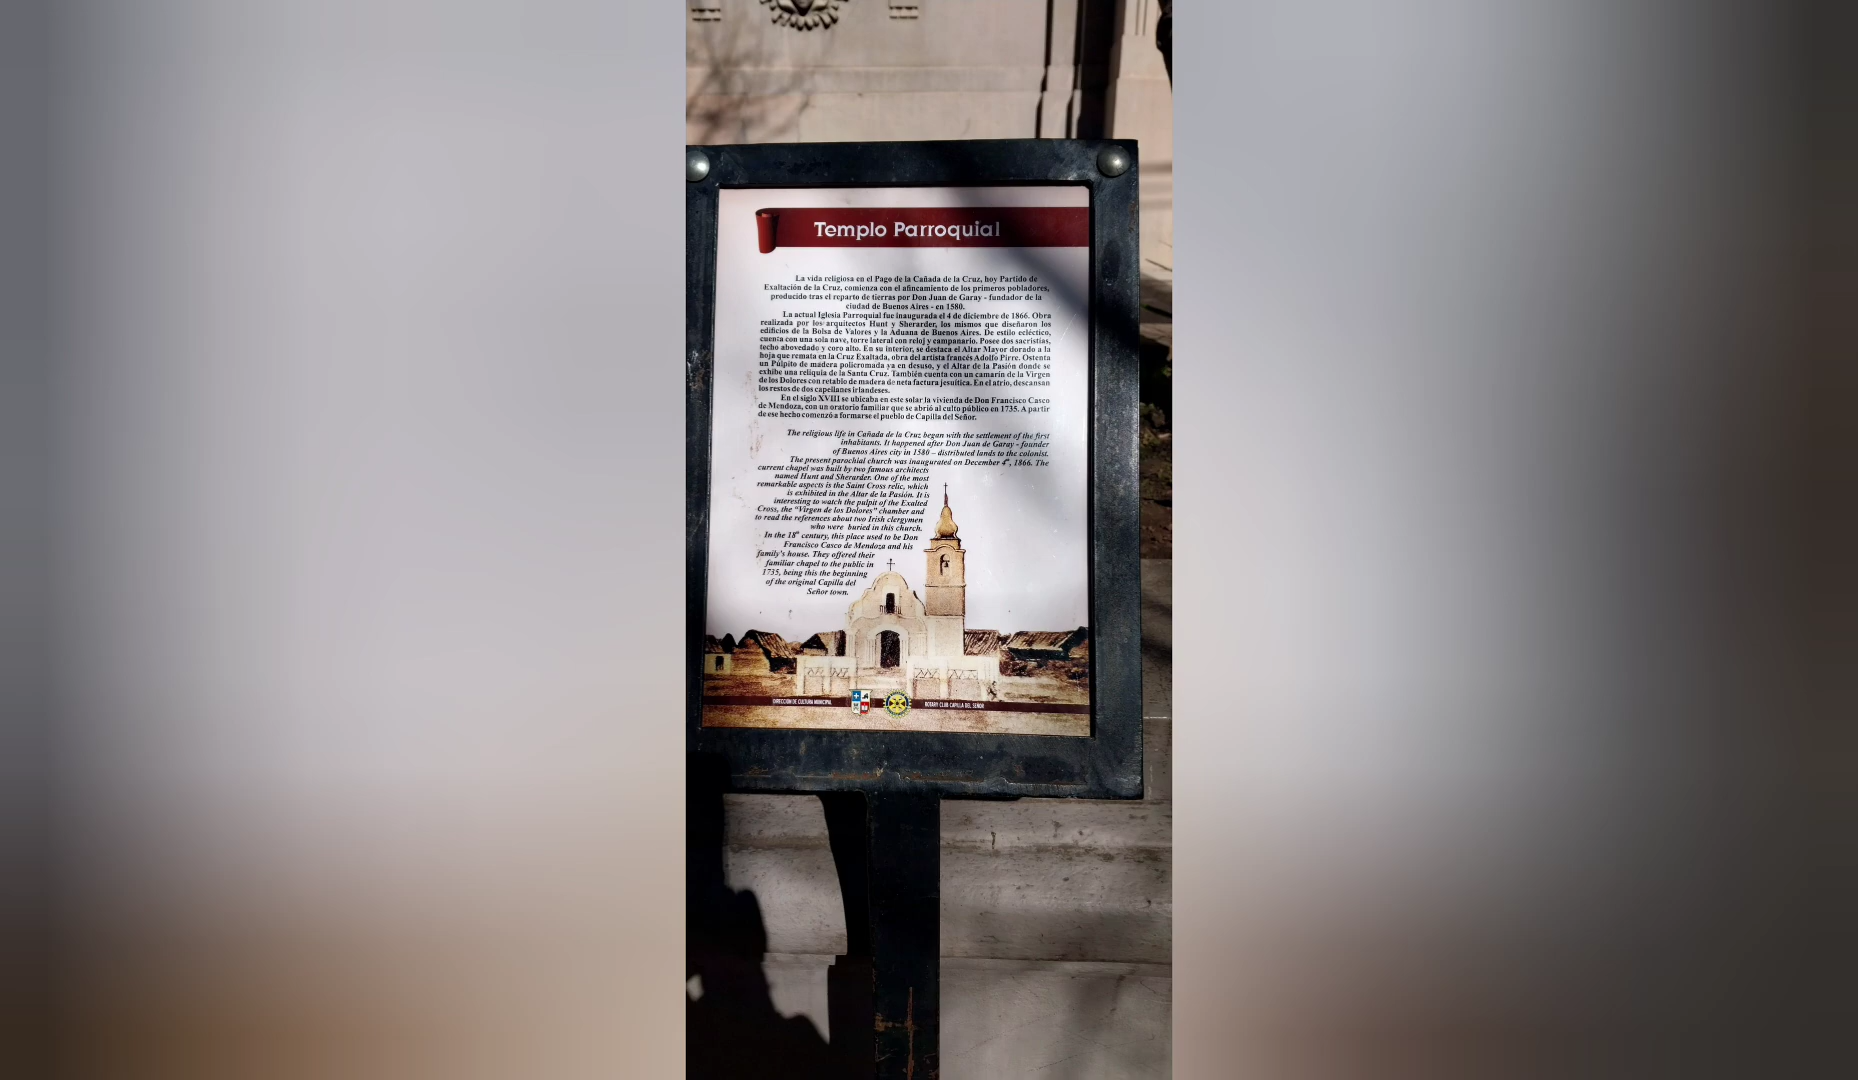 Templo Parroquial
La vida religiosa en el Pago de la Cañada de la Cruz, hoy Partido de
Exaltación de la Cruz, comienza con el afincamiento de los primeros pobladores,
producido tras el reparto de tierras por Don Juan de Garay - fundador de la
ciudad de Buenos Aires - en 1580.
La actual Iglesia Parroquial fue inaugurada el 4 de diciembre de 1866. Obra
realizada por los arquitectos Hunt y Sherarder, los mismos que diseñaron los
edificios de la Bolsa de Valores y la Aduana de Buenos Aires. De estilo ecléctico,
cuenta con una sola nave, torre lateral con reloj y campanario. Posee dos sacristías,
techo abovedado y coro alto. En su interior, se destaca el Altar Mayor dorado a la
hoja que remata en la Cruz Exaltada, obra del artista francés Adolfo Pirre. Ostenta
un Púlpito de madera policromada ya en desuso, y el Altar de la Pasión donde se
exhibe una reliquia de la Santa Cruz. También cuenta con un camarín de la Virgen
de los Dolores con retablo de madera de neta factura jesuítica. En el atrio, descansan
los restos de dos capellanes irlandeses.
En el siglo XVIII se ubicaba en este solar la vivienda de Don Francisco Casco
de Mendoza, con un oratorio familiar que se abrió al culto público en 1735. A partir
de ese hecho comenzó a formarse el pueblo de Capilla del Señor.
The religious life in Cañada de la Cruz began with the settlement of the first
inhabitants. It happened after Don Juan de Garay - founder
of Buenos Aires city in 1580 – distributed lands to the colonist.
The present parochial church was inaugurated on December 4th, 1866. The
current chapel was built by two famous architects
named Hunt and Sherarder. One of the most
remarkable aspects is the Saint Cross relic, which
is exhibited in the Altar de la Pasión. It is
interesting to watch the pulpit of the Exalted
Cross, the "Virgen de los Dolores" chamber and
to read the references about two Irish clergymen
who were buried in this church.
In the 18th century, this place used to be Don
Francisco Casco de Mendoza and his
family's house. They offered their
familiar chapel to the public in
1735, being this the beginning
of the original Capilla del
Señor town.
DIRECCIÓN DE CULTURA MUNICIPAL
ROTARY CLUB CAPILLA DEL SEÑOR